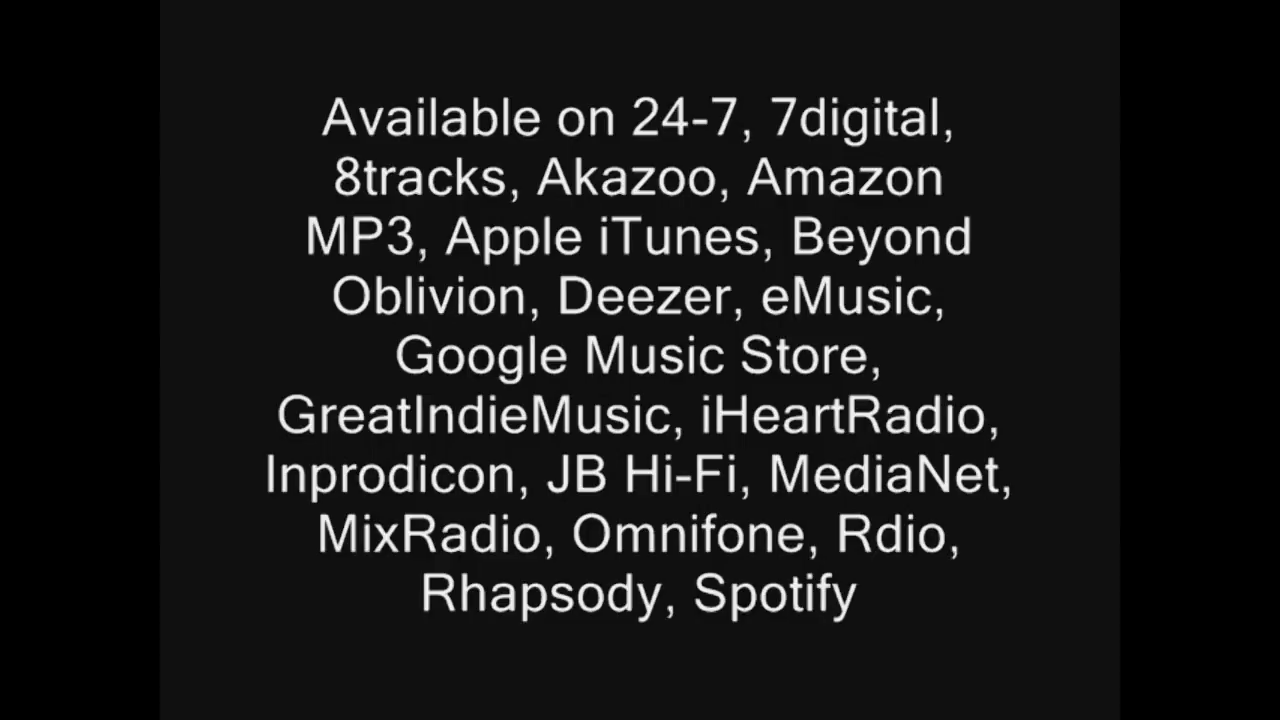 Available on 24-7, 7digital,
8tracks, Akazoo, Amazon
MP3, Apple iTunes, Beyond
Oblivion, Deezer, eMusic,
Google Music Store,
GreatIndieMusic, iHeartRadio,
Inprodicon, JB Hi-Fi, MediaNet,
MixRadio, Omnifone, Rdio,
Rhapsody, Spotify